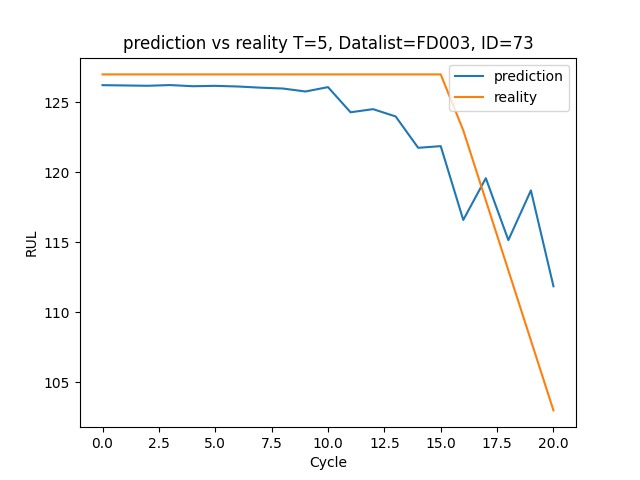 prediction vs reality T=5, Datalist=FD003, ID=73
prediction
reality
125
120
115
110
105
RUL
0.0 2.5 5.0 7.5 10.0 12.5 15.0 17.5 20.0
Cycle